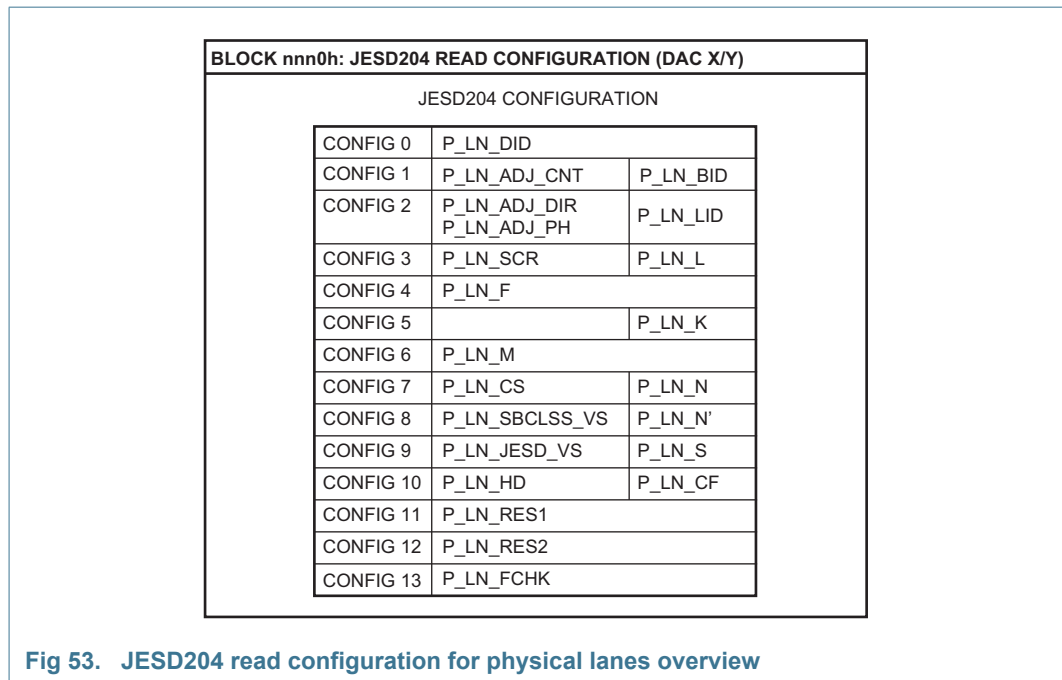 BLOCK nnn0h: JESD204 READ CONFIGURATION (DAC X/Y)
JESD204 CONFIGURATION
CONFIG 0 P_LN_DID
CONFIG 1 P_LN_ADJ_CNT P_LN_BID
CONFIG 2 P_LN_ADJ_DIR P_LN_LID
P_LN_ADJ_PH
CONFIG 3 P_LN_SCR P_LN_L
CONFIG 4 P_LN_F
CONFIG 5 P_LN_K
CONFIG 6 P_LN_M
CONFIG 7 P_LN_CS P_LN_N
CONFIG 8 P_LN_SBCLSS_VS P_LN_N’
CONFIG 9 P_LN_JESD_VS P_LN_S
CONFIG 10 P_LN_HD P_LN_CF
CONFIG 11 P_LN_RES1
CONFIG 12 P_LN_RES2
CONFIG 13 P_LN_FCHK
Fig 53. JESD204 read configuration for physical lanes overview